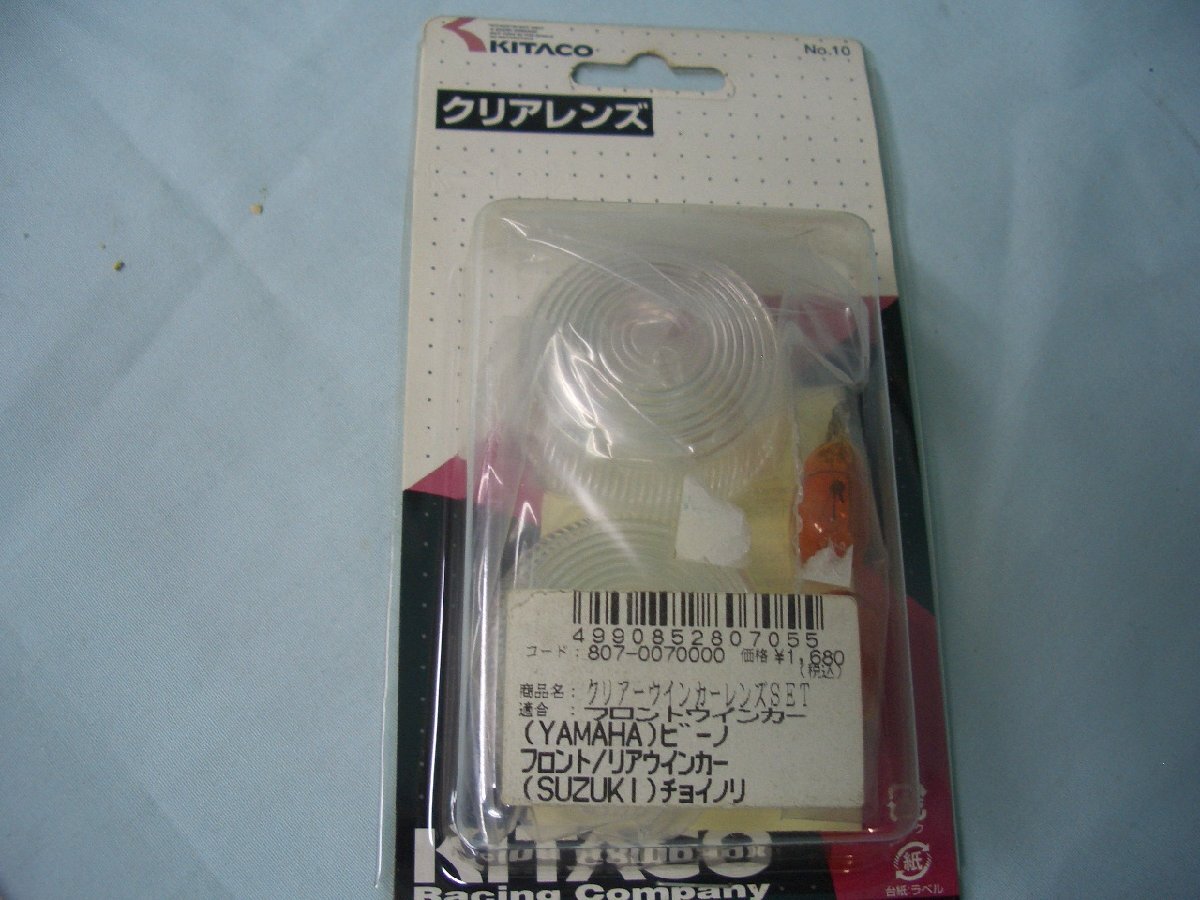 KITACO
No.10
クリアレンズ
4990852807055
コード:807-0070000 価格¥1,680
(税込)
商品名:クリアーウインカーレンズSET
適合:フロントウインカー
(YAMAHA)ビーノ
フロント/リアウインカー
(SUZUKI)チョイノリ
KITACO
Racing Company
紙
台紙・ラベル